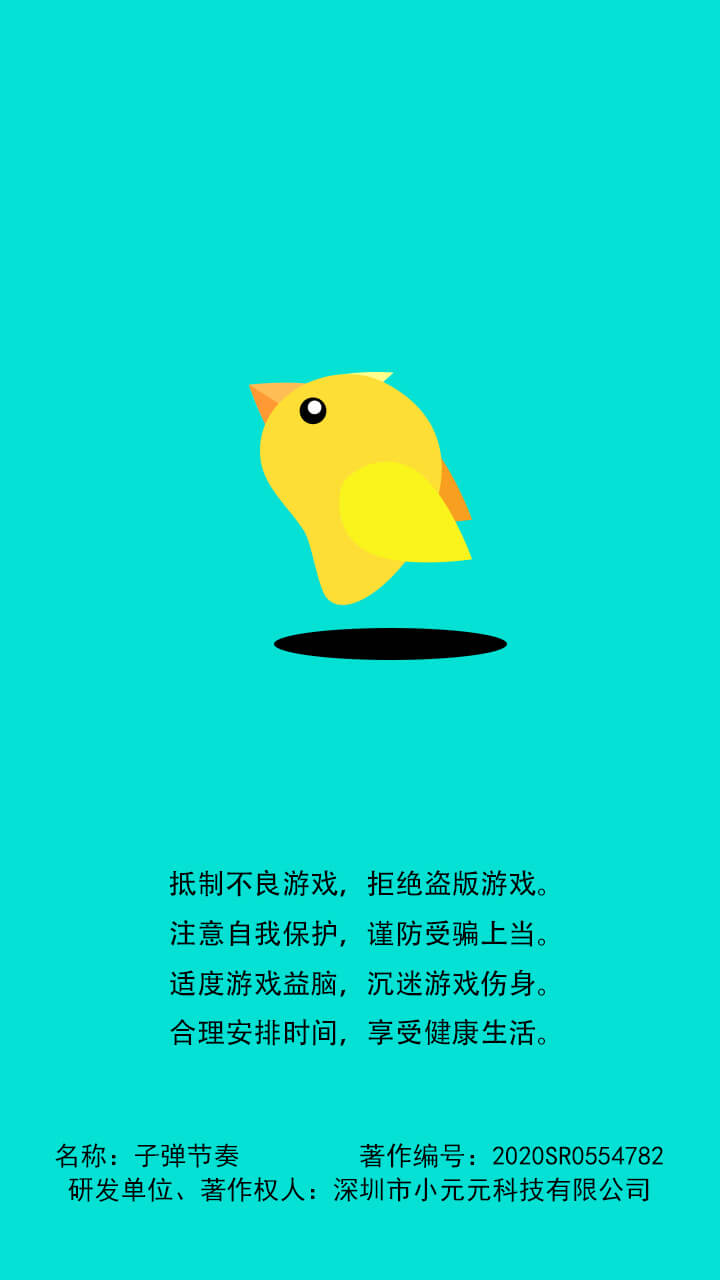 抵制不良游戏，拒绝盗版游戏。
注意自我保护，谨防受骗上当。
适度游戏益脑，沉迷游戏伤身。
合理安排时间，享受健康生活。
名称：子弹节奏 著作编号：2020SR0554782
研发单位、著作权人：深圳市小元元科技有限公司